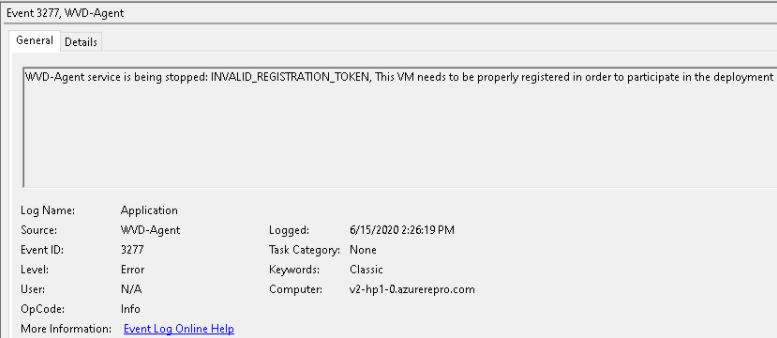 Event 3277, WVD-Agent
General Details
WVD-Agent service is being stopped: INVALID_REGISTRATION_TOKEN, This VM needs to be properly registered in order to participate in the deployment
Log Name: Application
Source: WVD-Agent Logged: 6/15/2020 2:26:19 PM
Event ID: 3277 Task Category: None
Level: Error Keywords: Classic
User: N/A Computer: v2-hp1-0.azurerepro.com
OpCode: Info
More Information: Event Log Online Help